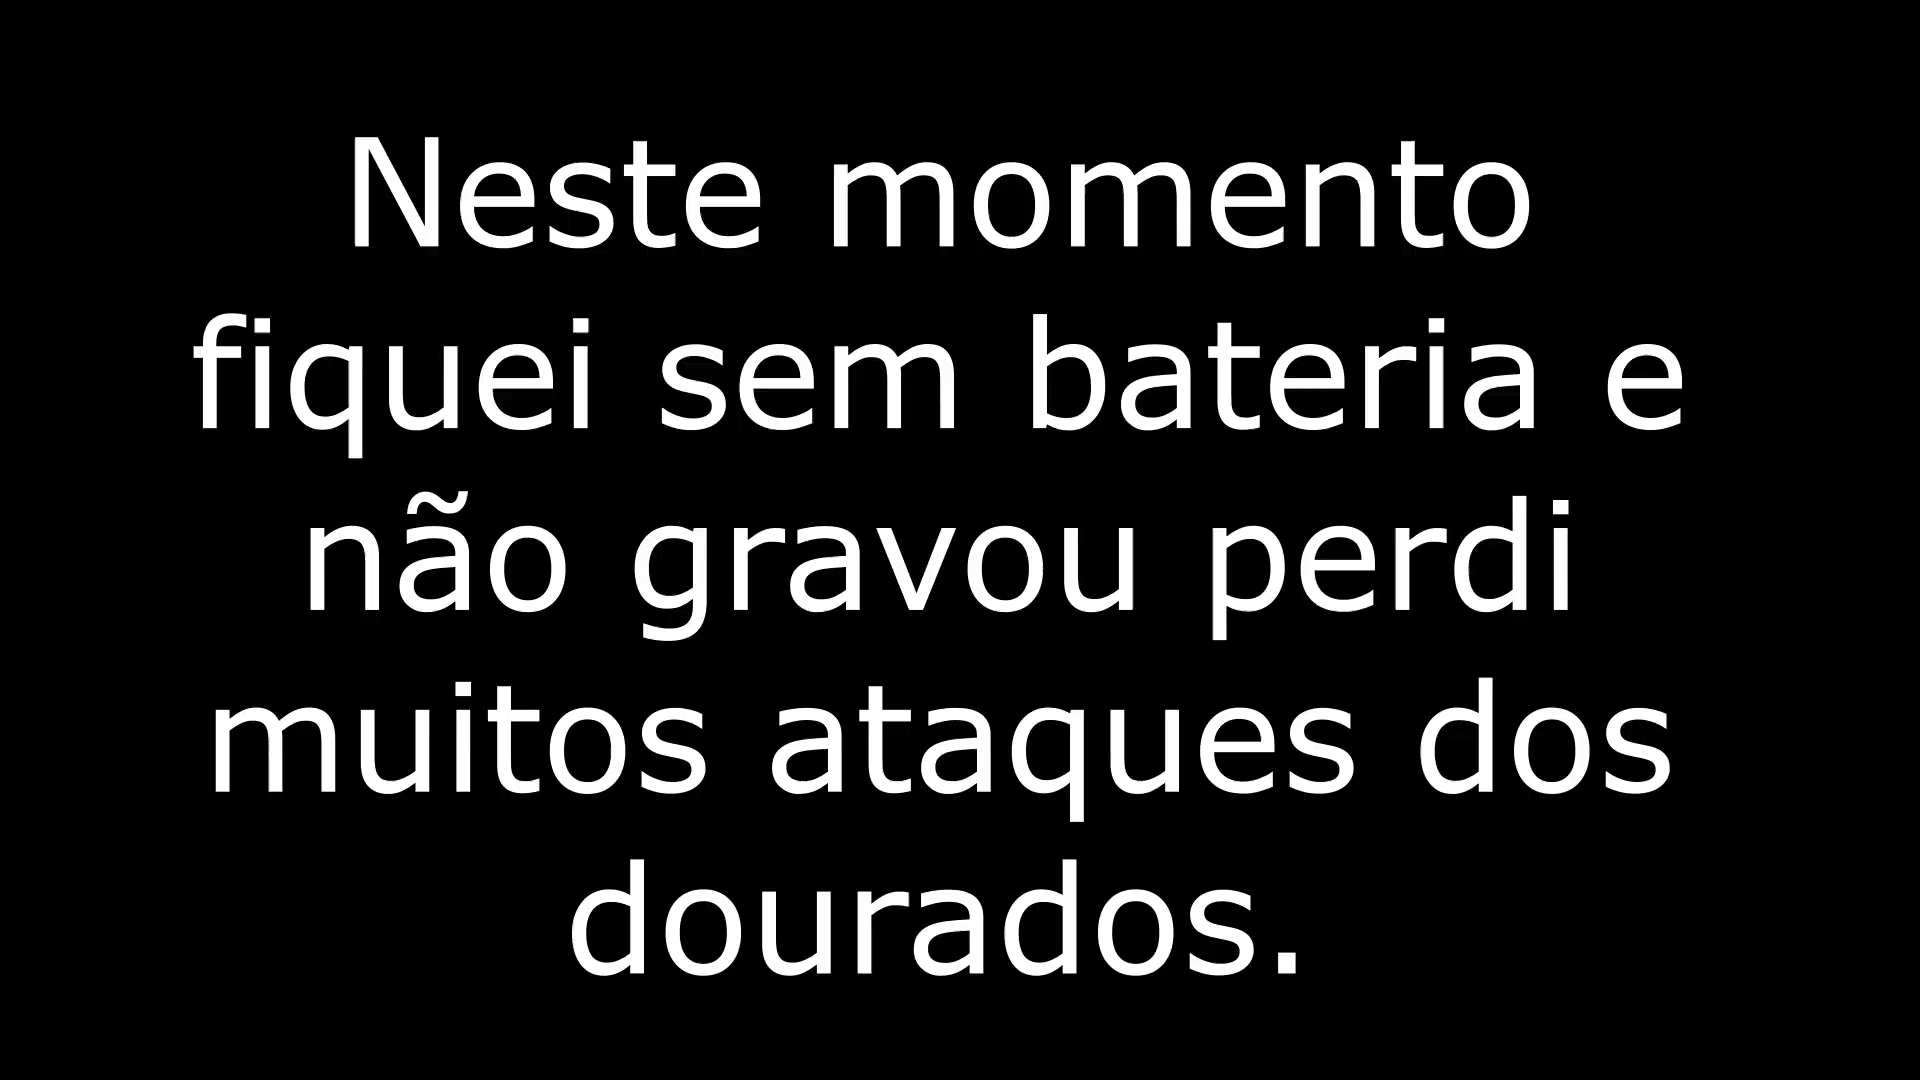 Neste momento
fiquei sem bateria e
não gravou perdi
muitos ataques dos
dourados.